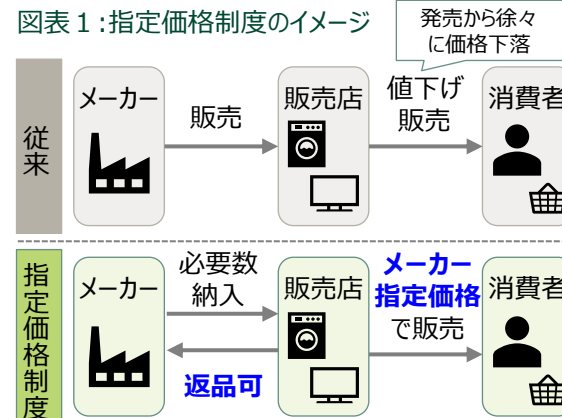 図表１：指定価格制度のイメージ
発売から徐々
に価格下落
従来
メーカー
販売
販売店
値下げ
販売
消費者
指定価格制度
メーカー
必要数
納入
返品可
販売店
メーカー
指定価格
で販売
消費者